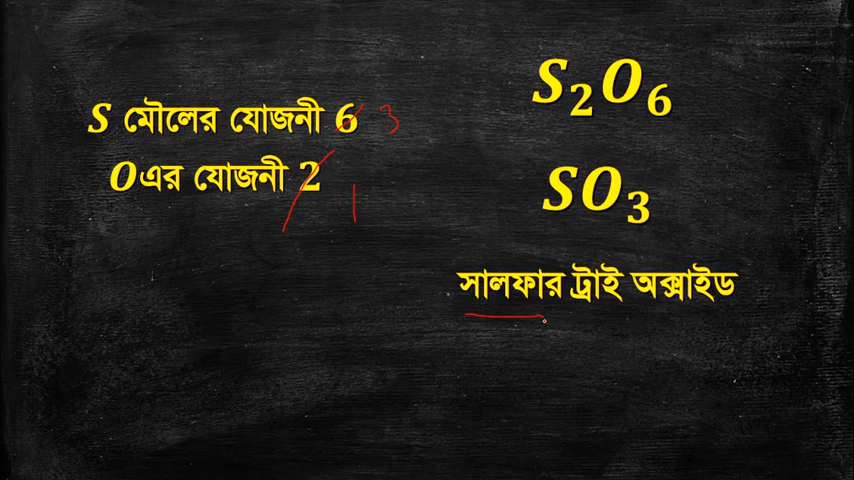 S মৌলের যোজনী 6 3
O এর যোজনী 2 1
S₂O₆
SO₃
সালফার ট্রাই অক্সাইড